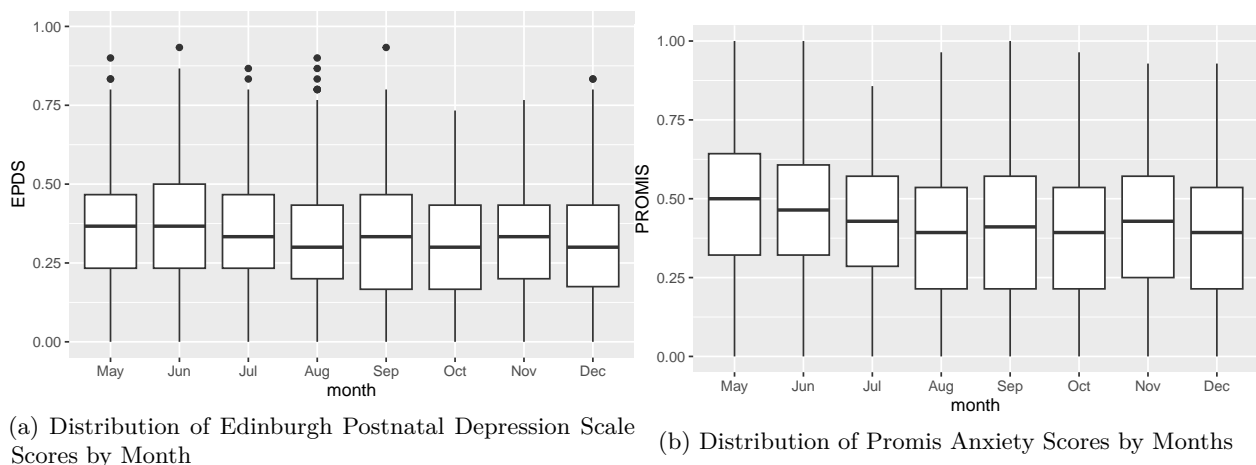 1.00
0.75
0.50
0.25
0.00
EPDS
May Jun Jul Aug Sep Oct Nov Dec
month
(a) Distribution of Edinburgh Postnatal Depression Scale
Scores by Month
1.00
0.75
0.50
0.25
0.00
PROMIS
May Jun Jul Aug Sep Oct Nov Dec
month
(b) Distribution of Promis Anxiety Scores by Months